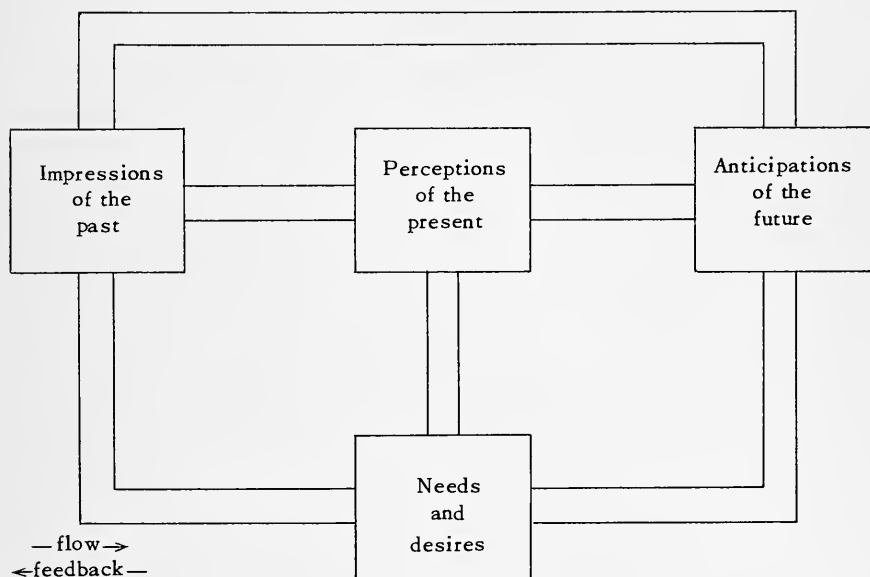 Impressions
of the
past
Perceptions
of the
present
Anticipations
of the
future
Needs
and
desires
—flow→
←feedback—